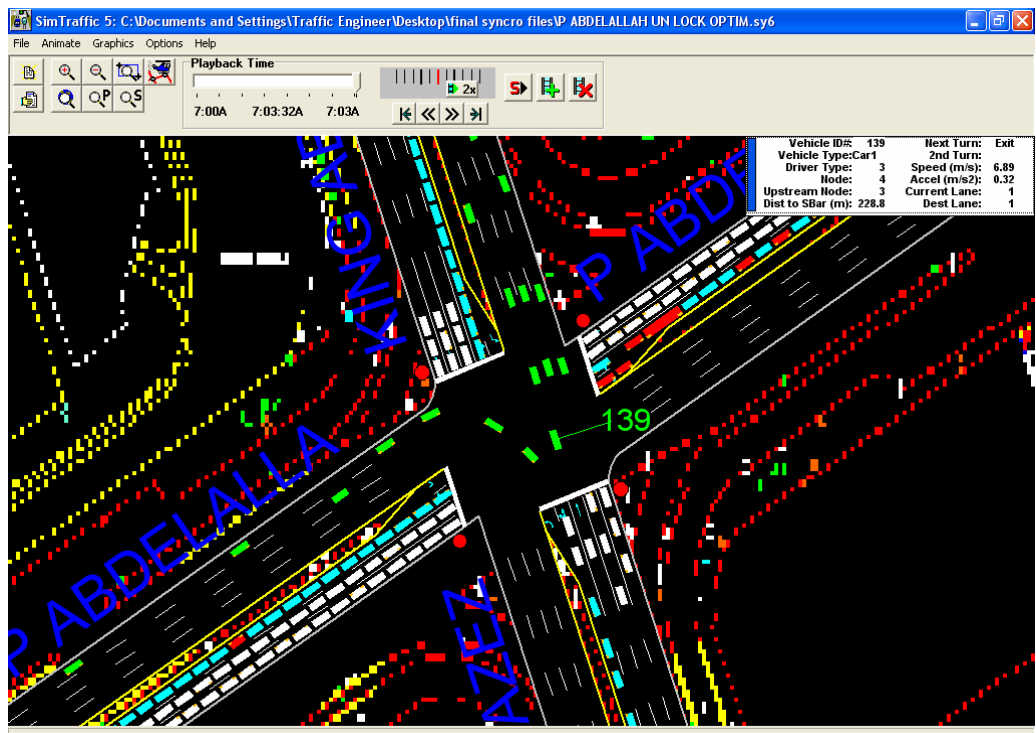 SimTraffic 5: C:\Documents and Settings\Traffic Engineer\Desktop\final syncro files\P ABDELALLAH UN LOCK OPTIM.sy6
File Animate Graphics Options Help
Playback Time
7:00A 7:03:32A 7:03A
2x
P S S
Vehicle ID#: 139 Next Turn: Exit
Vehicle Type:Car1 2nd Turn:
Driver Type: 3 Speed (m/s): 6.89
Node: 4 Accel (m/s2): 0.32
Upstream Node: 3 Current Lane: 1
Dist to SBar (m): 228.8 Dest Lane: 1
KING A
P ABDE
139
P ABDELALLA
AZEZ